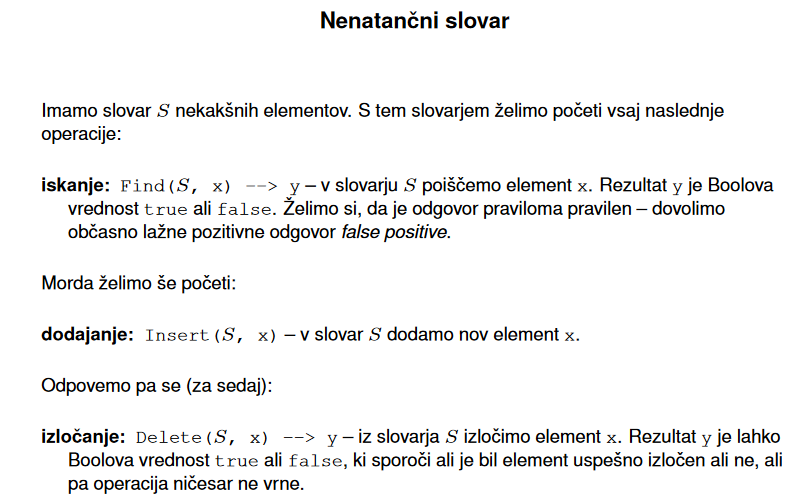 Nenatančni slovar
Imamo slovar S nekakšnih elementov. S tem slovarjem želimo početi vsaj naslednje
operacije:
iskanje: Find(S, x) --> y – v slovarju S poiščemo element x. Rezultat y je Boolova
vrednost true ali false. Želimo si, da je odgovor praviloma pravilen – dovolimo
občasno lažne pozitivne odgovor false positive.
Morda želimo še početi:
dodajanje: Insert(S, x) – v slovar S dodamo nov element x.
Odpovemo pa se (za sedaj):
izločanje: Delete(S, x) --> y – iz slovarja S izločimo element x. Rezultat y je lahko
Boolova vrednost true ali false, ki sporoči ali je bil element uspešno izločen ali ne, ali
pa operacija ničesar ne vrne.